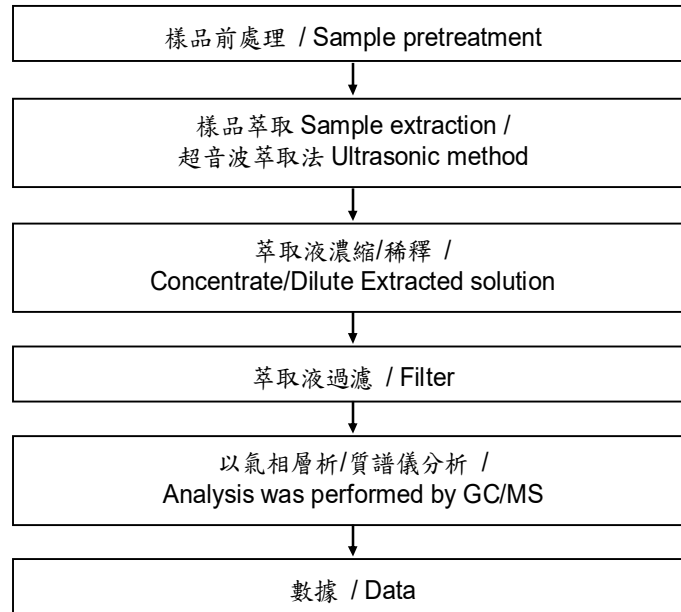 樣品前處理 / Sample pretreatment
樣品萃取 Sample extraction /
超音波萃取法 Ultrasonic method
萃取液濃縮/稀釋 /
Concentrate/Dilute Extracted solution
萃取液過濾 / Filter
以氣相層析/質譜儀分析 /
Analysis was performed by GC/MS
數據 / Data